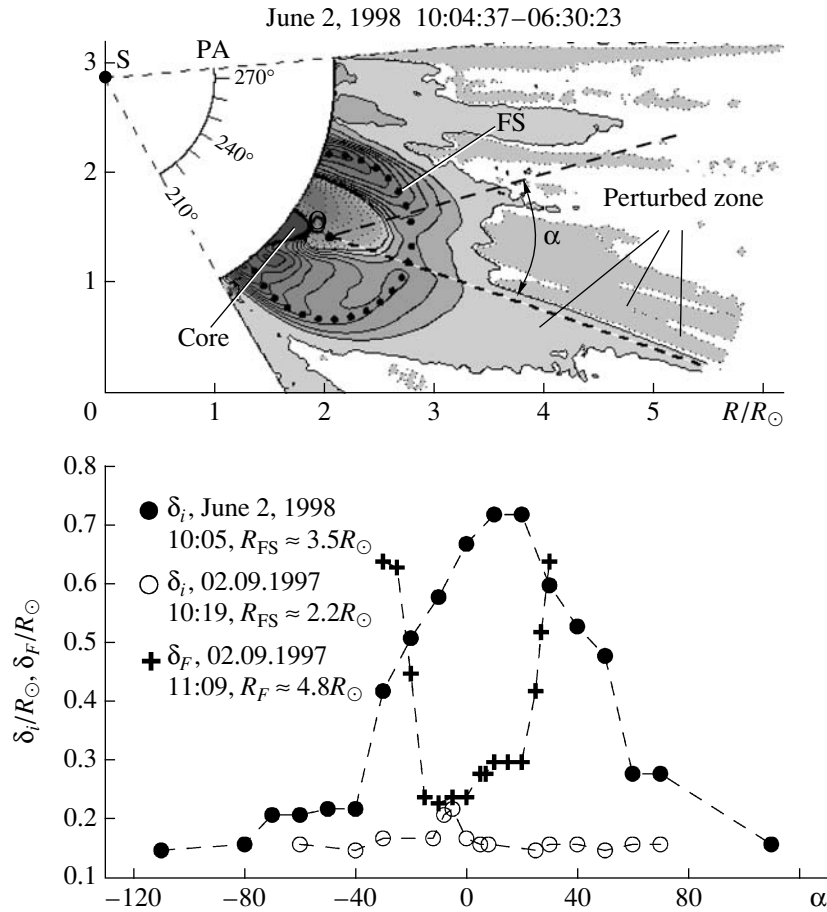 June 2, 1998 10:04:37–06:30:23
3
S
PA
270°
240°
210°
FS
2
Perturbed zone
α
1
Core
0 1 2 3 4 5 R/R☉
0.8
δi, June 2, 1998
10:05, RFS ≈ 3.5R☉
0.7
δi, 02.09.1997
10:19, RFS ≈ 2.2R☉
0.6
δF, 02.09.1997
11:09, RF ≈ 4.8R☉
0.5
0.4
0.3
0.2
0.1
δi/R☉, δF/R☉
−120 −80 −40 0 40 80 α